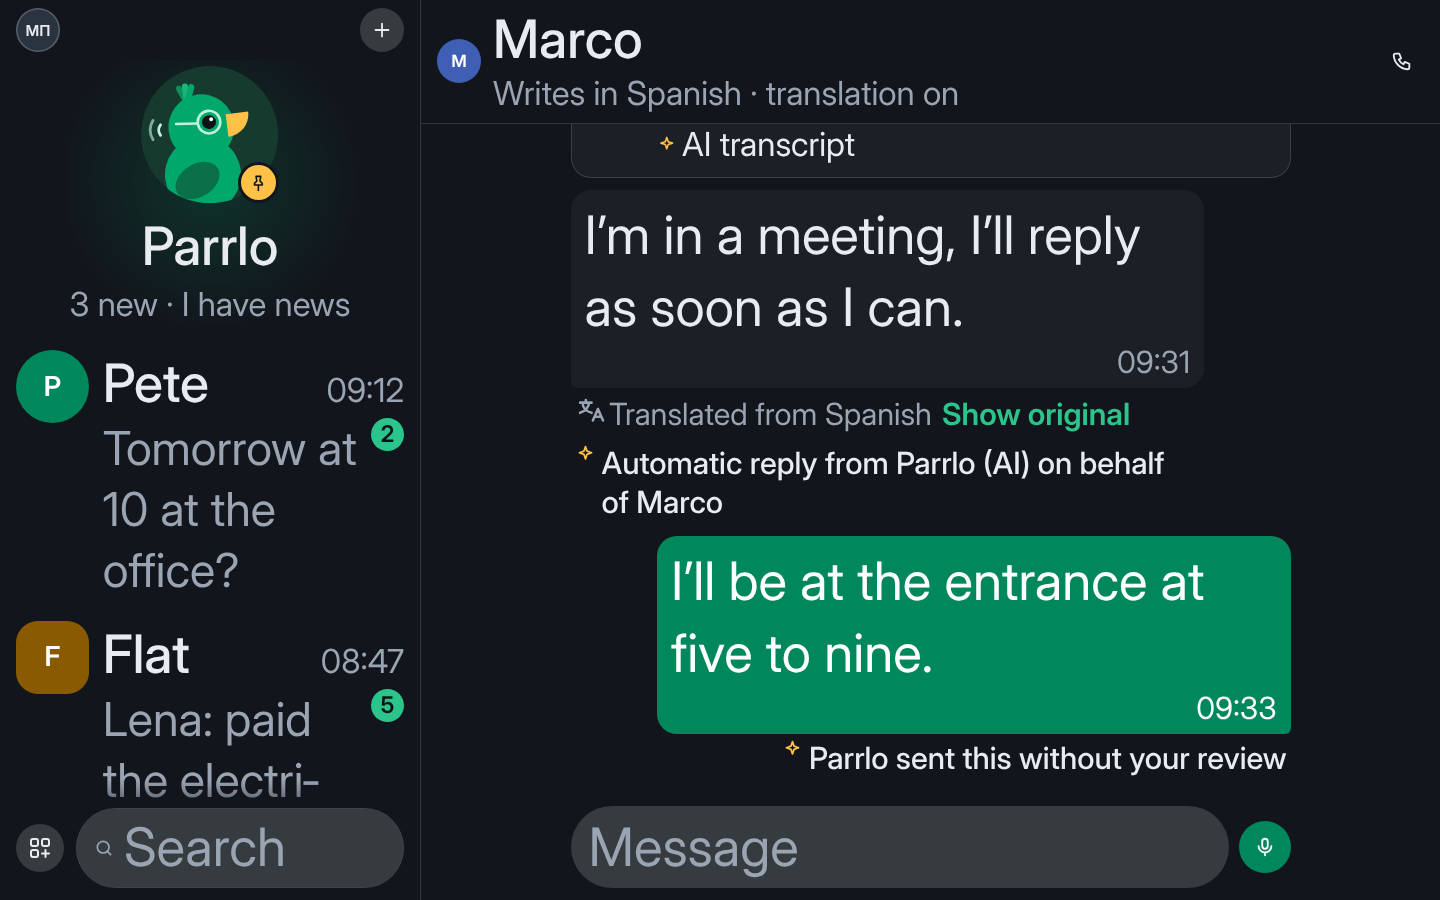 МП
Parrlo
3 new · I have news
P
Pete
09:12
Tomorrow at
2
10 at the
office?
F
Flat
08:47
Lena: paid
5
the electri-
Search
M
Marco
Writes in Spanish · translation on
AI transcript
I’m in a meeting, I’ll reply
as soon as I can.
09:31
Translated from Spanish Show original
Automatic reply from Parrlo (AI) on behalf
of Marco
I’ll be at the entrance at
five to nine.
09:33
Parrlo sent this without your review
Message